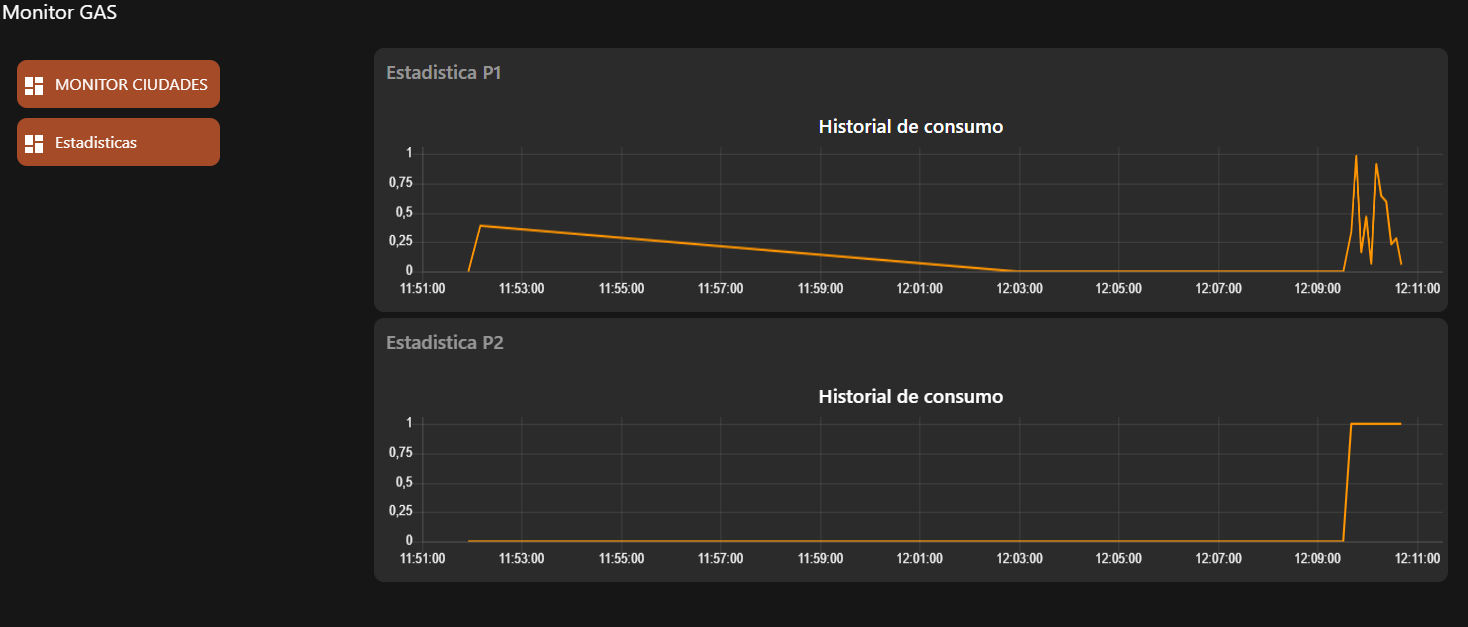 Monitor GAS
MONITOR CIUDADES
Estadisticas
Estadistica P1
Historial de consumo
1
0,75
0,5
0,25
0
11:51:00 11:53:00 11:55:00 11:57:00 11:59:00 12:01:00 12:03:00 12:05:00 12:07:00 12:09:00 12:11:00
Estadistica P2
Historial de consumo
1
0,75
0,5
0,25
0
11:51:00 11:53:00 11:55:00 11:57:00 11:59:00 12:01:00 12:03:00 12:05:00 12:07:00 12:09:00 12:11:00